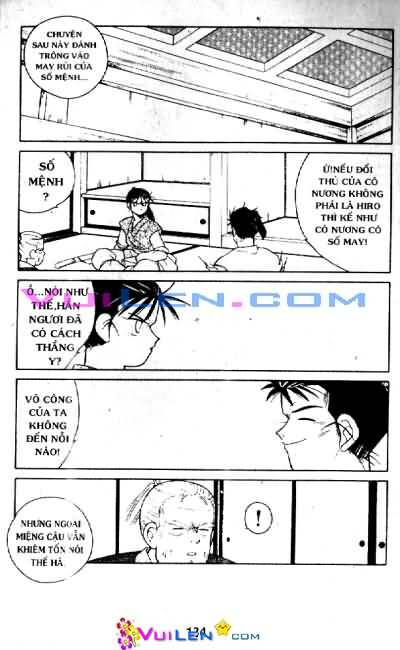 CHUYỆN
SAU NÀY ĐÀNH
TRÔNG VÀO
MAY RỦI CỦA
SỐ MỆNH...
SỐ
MỆNH
?
Ừ!NẾU ĐỐI
THỦ CỦA CÔ
NƯƠNG KHÔNG
PHẢI LÀ HIRO
THÌ KỂ NHƯ
CÔ NƯƠNG CÓ
SỐ MAY!
Ồ...NÓI NHƯ
THẾ,HẲN
NGƯƠI ĐÃ
CÓ CÁCH
THẮNG
Y?
VuiLen.com
VÕ CÔNG
CỦA TA
KHÔNG
ĐẾN NỖI
NÀO!
NHƯNG NGOÀI
MIỆNG CẬU VẪN
KHIÊM TỐN NÓI
THẾ HẢ.
!
124
VuiLen.com